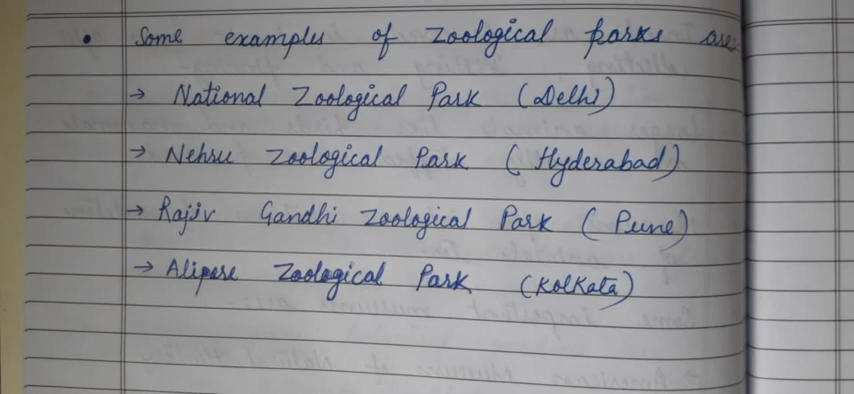 • Some examples of Zoological parks are:
→ National Zoological Park (Delhi)
→ Nehru Zoological Park (Hyderabad)
→ Rajiv Gandhi Zoological Park (Pune)
→ Alipore Zoological Park (Kolkata)